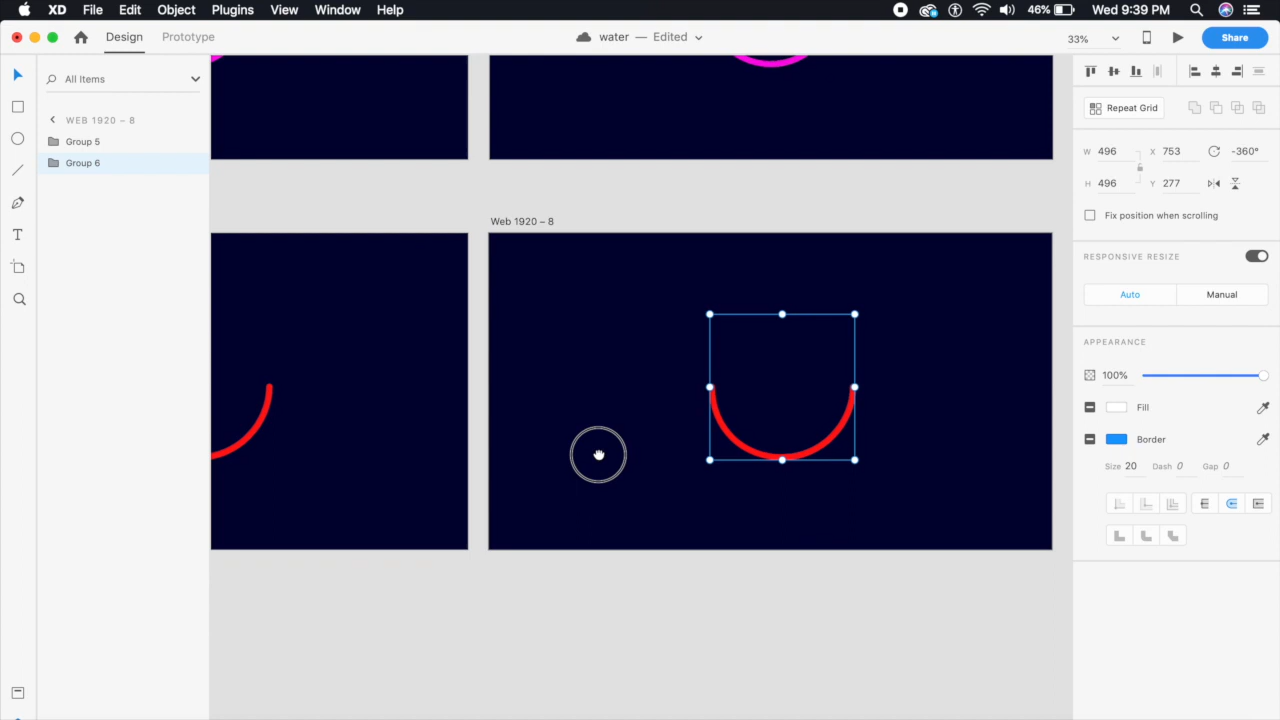 XD File Edit Object Plugins View Window Help 46% Wed 9:39 PM
Design Prototype water — Edited 33% Share
All Items
WEB 1920 – 8
Group 5
Group 6
Web 1920 – 8
Repeat Grid
W 496 X 753 -360°
H 496 Y 277
Fix position when scrolling
RESPONSIVE RESIZE
Auto Manual
APPEARANCE
100%
Fill
Border
Size 20 Dash 0 Gap 0